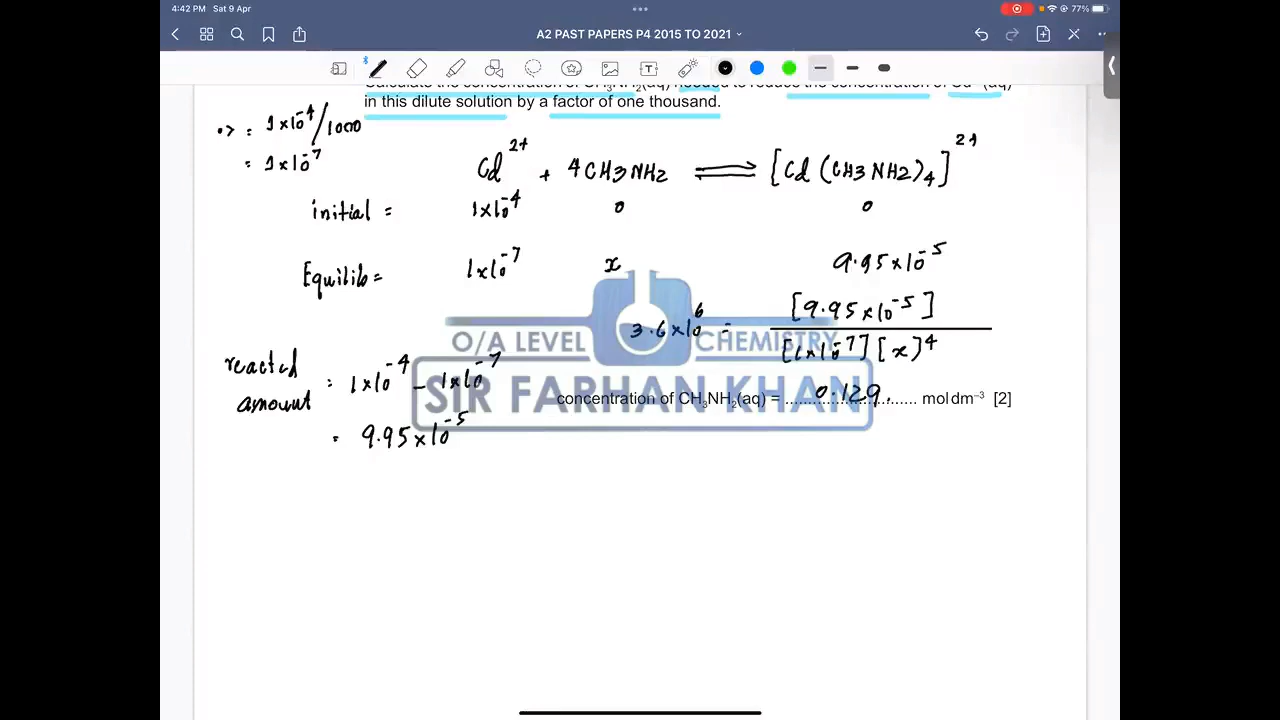 4:42 PM Sat 9 Apr
77%
A2 PAST PAPERS P4 2015 TO 2021
in this dilute solution by a factor of one thousand.
= 1×10⁻⁴/1000
= 1×10⁻⁷
Cd²⁺ + 4CH3NH2 ⇌ [Cd(CH3NH2)₄]²⁺
initial = 1×10⁻⁴ 0 0
Equilib = 1×10⁻⁷ x 9.95×10⁻⁵
3.6×10⁶ = [9.95×10⁻⁵] / [1×10⁻⁷][x]⁴
O/A LEVEL CHEMISTRY
SIR FARHAN KHAN
reacted amount = 1×10⁻⁴ - 1×10⁻⁷
= 9.95×10⁻⁵
concentration of CH₃NH₂(aq) = ........0.129........ mol dm⁻³ [2]